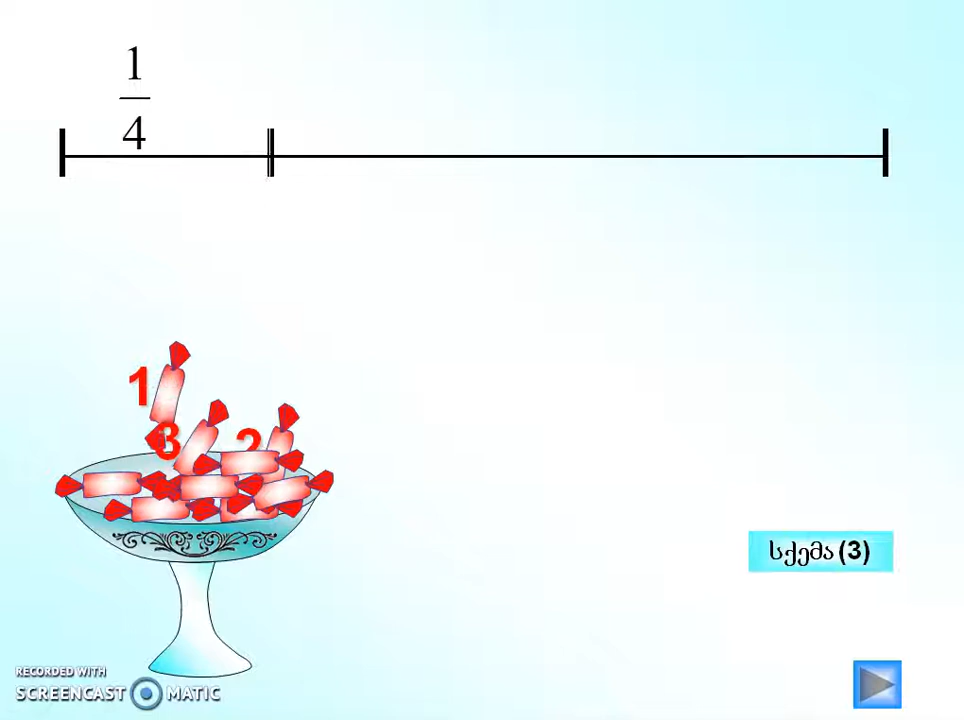 1
4
1
3
2
სქემა (3)
RECORDED WITH
SCREENCAST MATIC